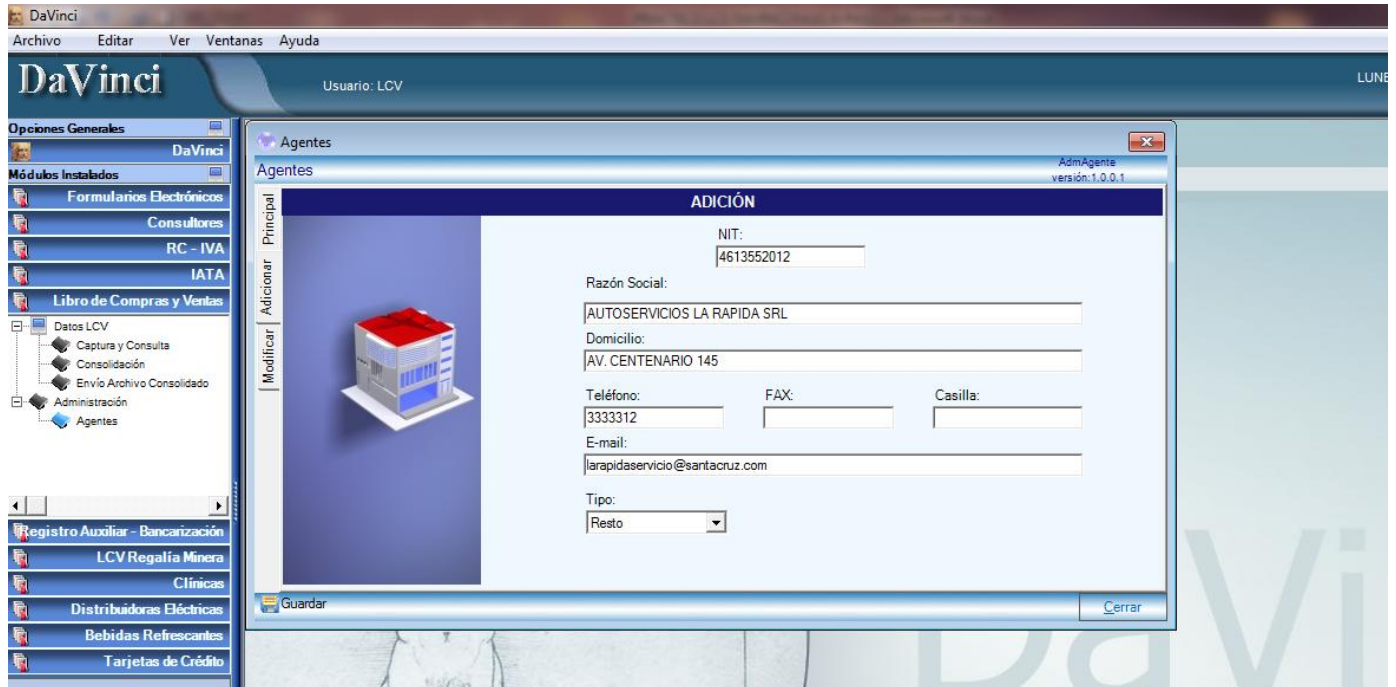 DaVinci
Archivo Editar Ver Ventanas Ayuda
DaVinci
Usuario: LCV
LUNE
Opciones Generales
DaVinci
Módulos Instalados
Formularios Electrónicos
Consultores
RC - IVA
IATA
Libro de Compras y Ventas
Datos LCV
Captura y Consulta
Consolidación
Envío Archivo Consolidado
Administración
Agentes
Registro Auxiliar - Bancarización
LCV Regalía Minera
Clínicas
Distribuidoras Eléctricas
Bebidas Refrescantes
Tarjetas de Crédito
Agentes
Agentes
AdmAgente
versión:1.0.0.1
Principal
Adicionar
Modificar
ADICIÓN
NIT:
4613552012
Razón Social:
AUTOSERVICIOS LA RAPIDA SRL
Domicilio:
AV. CENTENARIO 145
Teléfono: FAX: Casilla:
3333312
E-mail:
larapidaservicio@santacruz.com
Tipo:
Resto
Guardar
Cerrar
DaVi